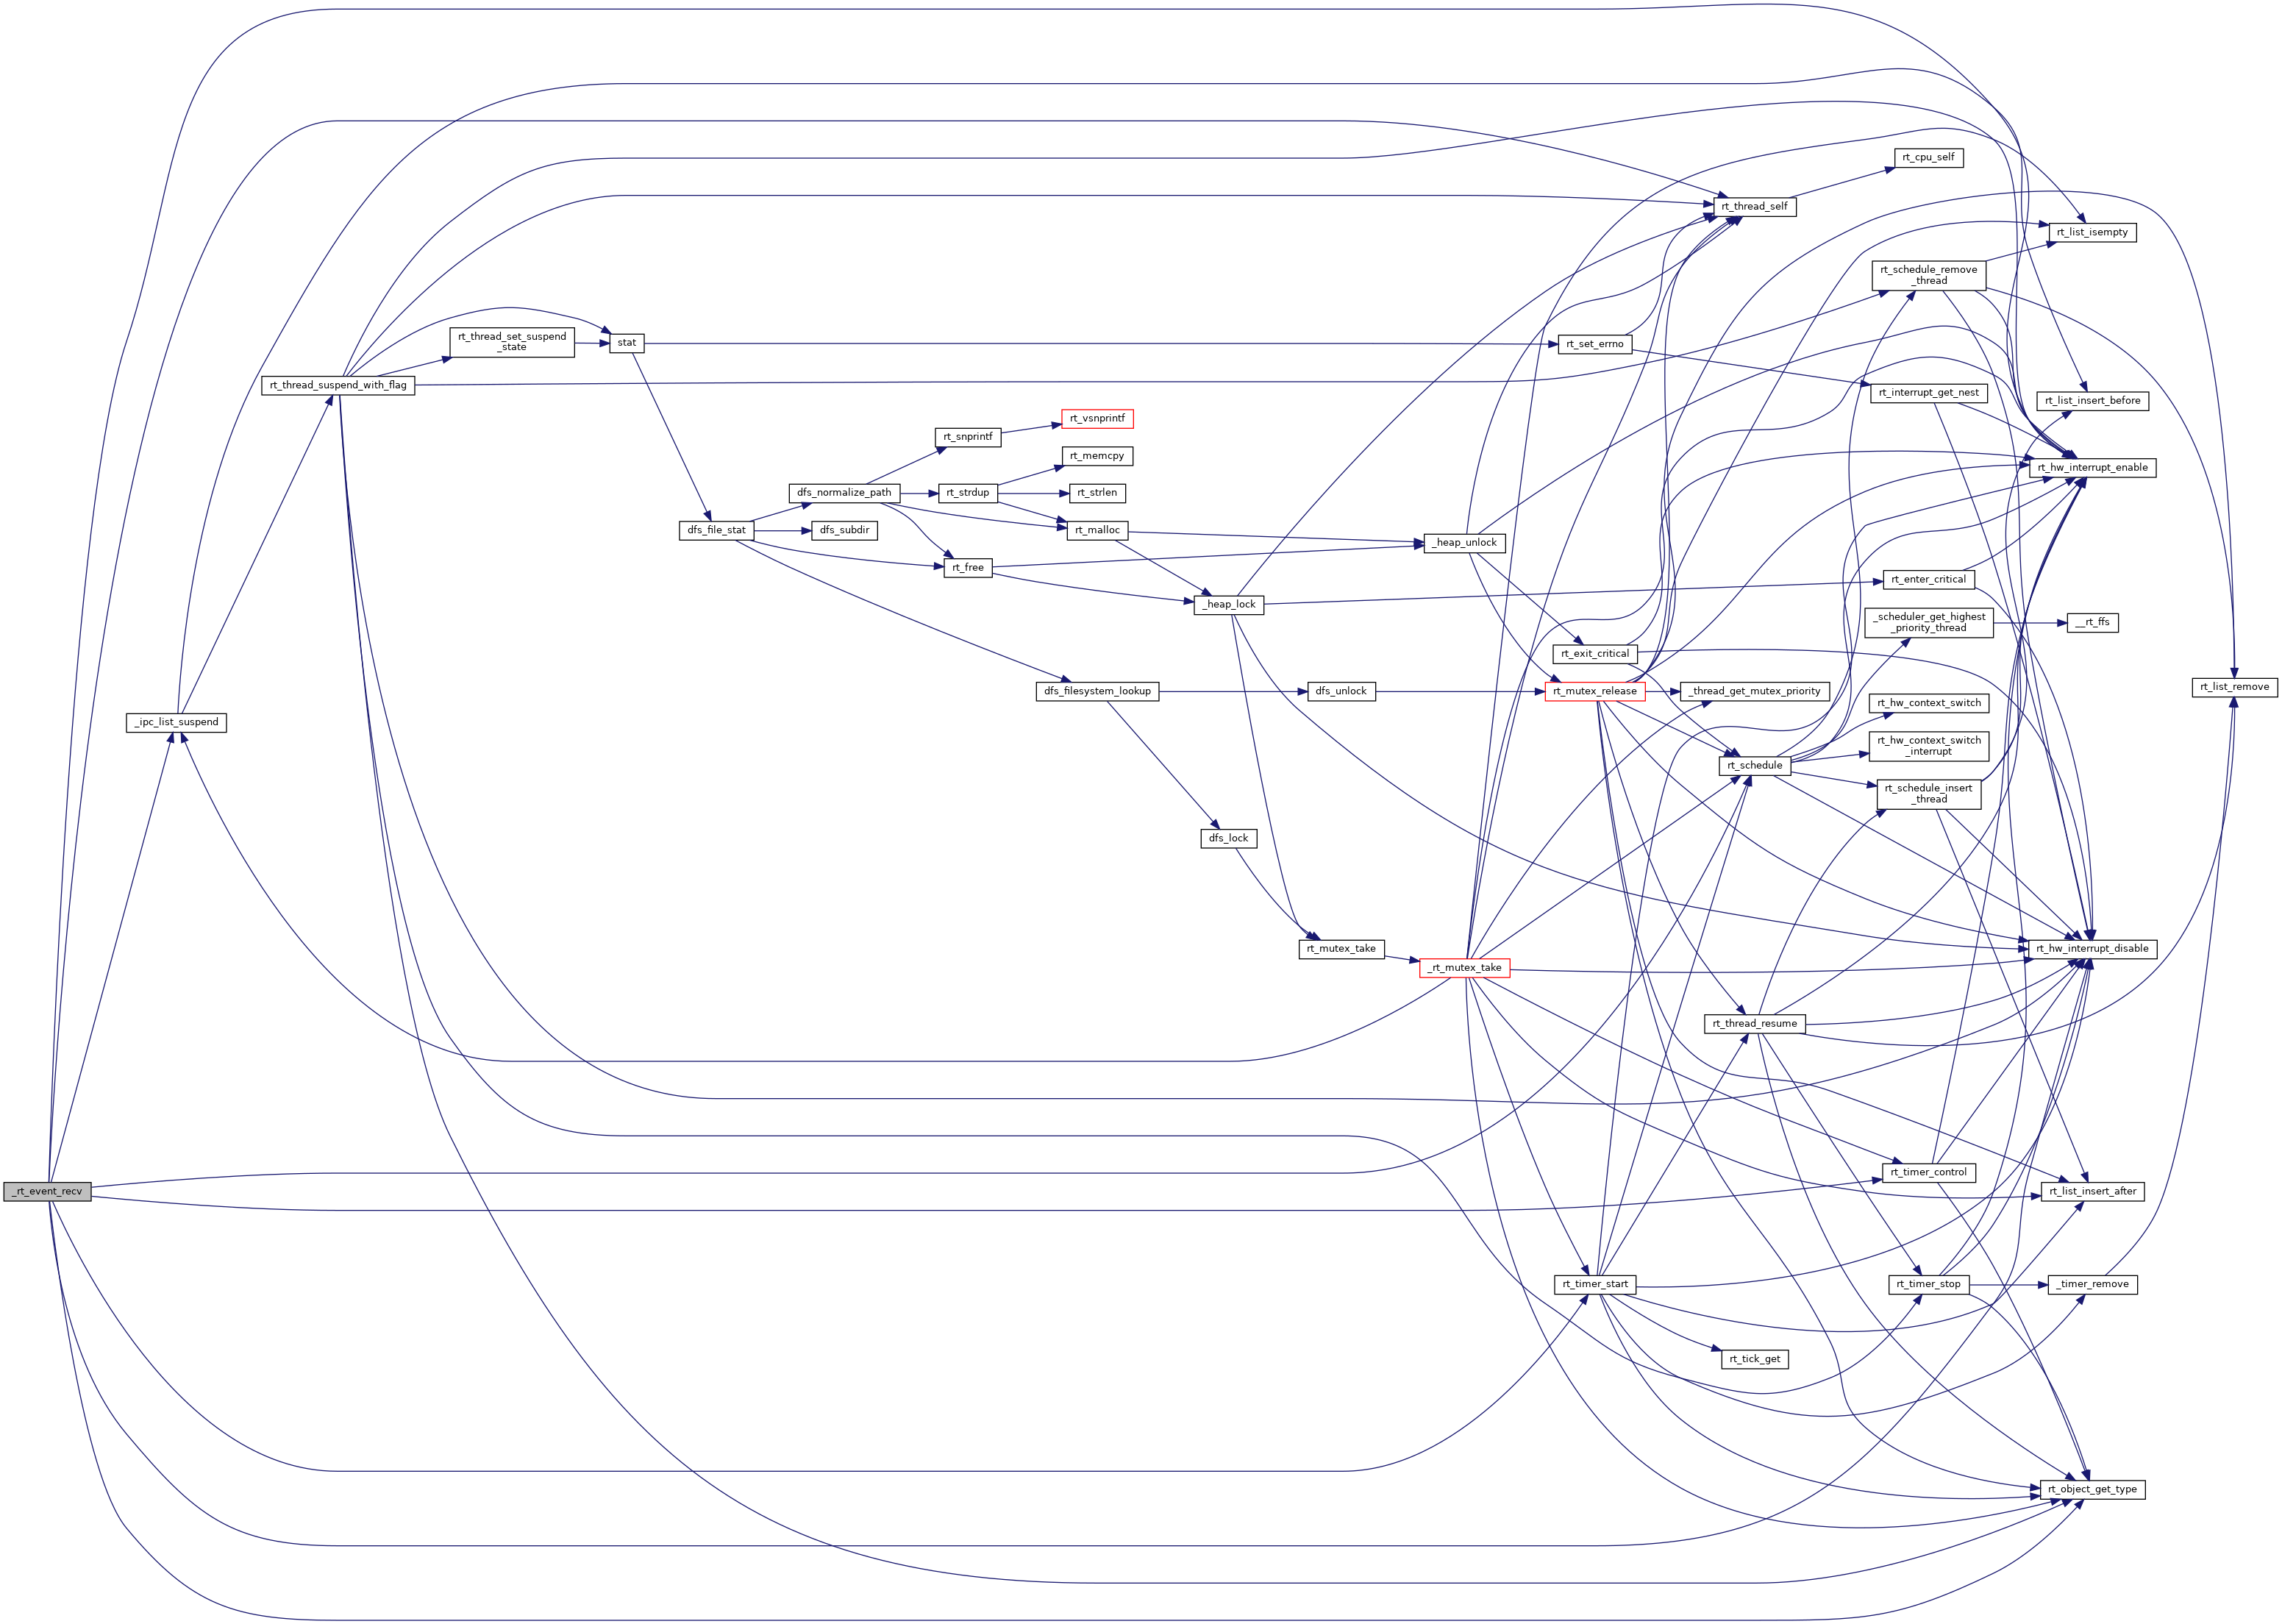 _rt_event_recv
_ipc_list_suspend
rt_thread_suspend_with_flag
rt_thread_set_suspend
_state
stat
dfs_file_stat
dfs_normalize_path
dfs_subdir
rt_snprintf
rt_strdup
rt_free
rt_vsnprintf
rt_memcpy
rt_strlen
rt_malloc
dfs_filesystem_lookup
_heap_lock
dfs_lock
dfs_unlock
rt_mutex_take
_heap_unlock
_rt_mutex_take
rt_set_errno
rt_exit_critical
rt_mutex_release
rt_timer_start
rt_thread_self
_thread_get_mutex_priority
rt_schedule
rt_thread_resume
rt_tick_get
rt_cpu_self
rt_schedule_remove
_thread
rt_interrupt_get_nest
rt_enter_critical
_scheduler_get_highest
_priority_thread
rt_hw_context_switch
rt_hw_context_switch
_interrupt
rt_schedule_insert
_thread
rt_timer_control
rt_timer_stop
rt_list_isempty
rt_list_insert_before
rt_hw_interrupt_enable
__rt_ffs
rt_hw_interrupt_disable
rt_list_insert_after
_timer_remove
rt_object_get_type
rt_list_remove